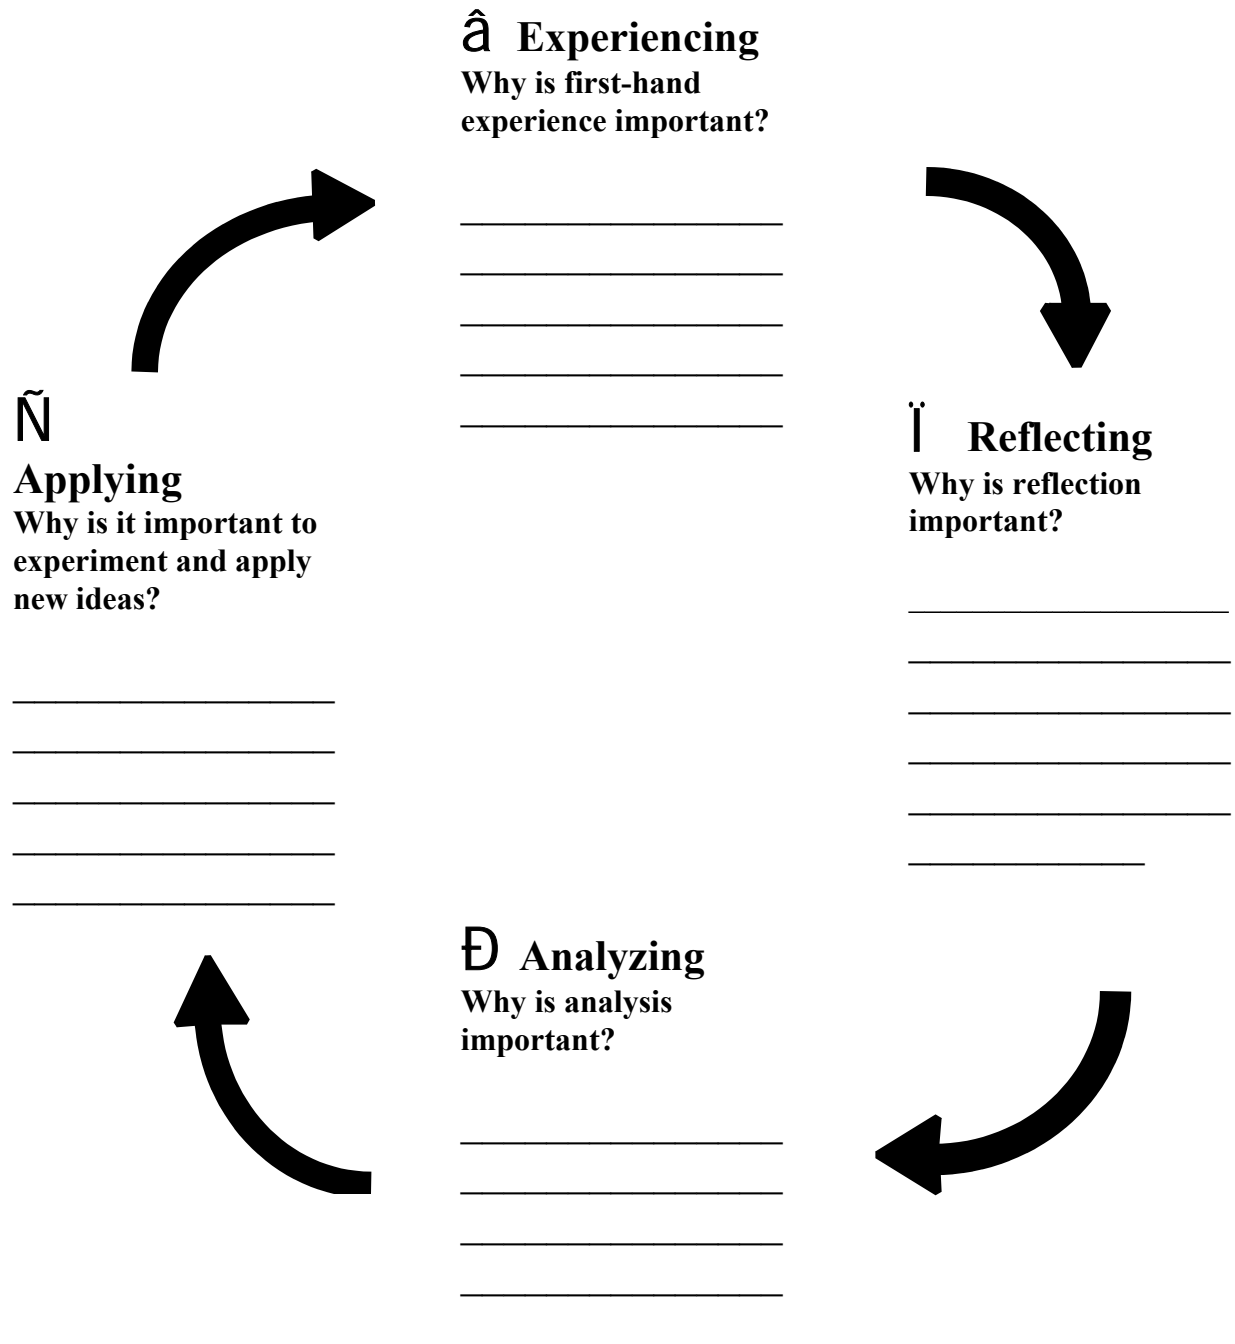 â Experiencing
Why is first-hand
experience important?
Ñ
Applying
Why is it important to
experiment and apply
new ideas?
Ï Reflecting
Why is reflection
important?
Ð Analyzing
Why is analysis
important?